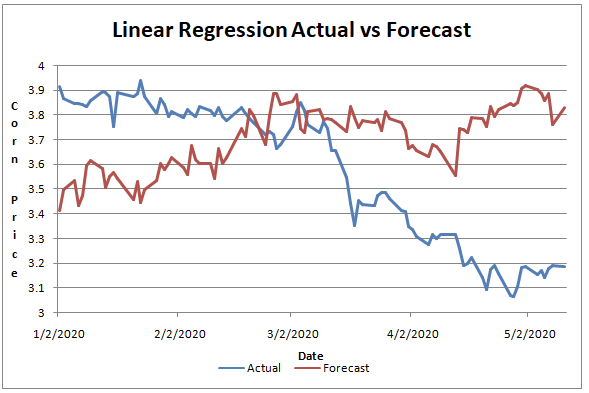 Linear Regression Actual vs Forecast
Corn Price
4
3.9
3.8
3.7
3.6
3.5
3.4
3.3
3.2
3.1
3
1/2/2020 2/2/2020 3/2/2020 4/2/2020 5/2/2020
Date
Actual Forecast